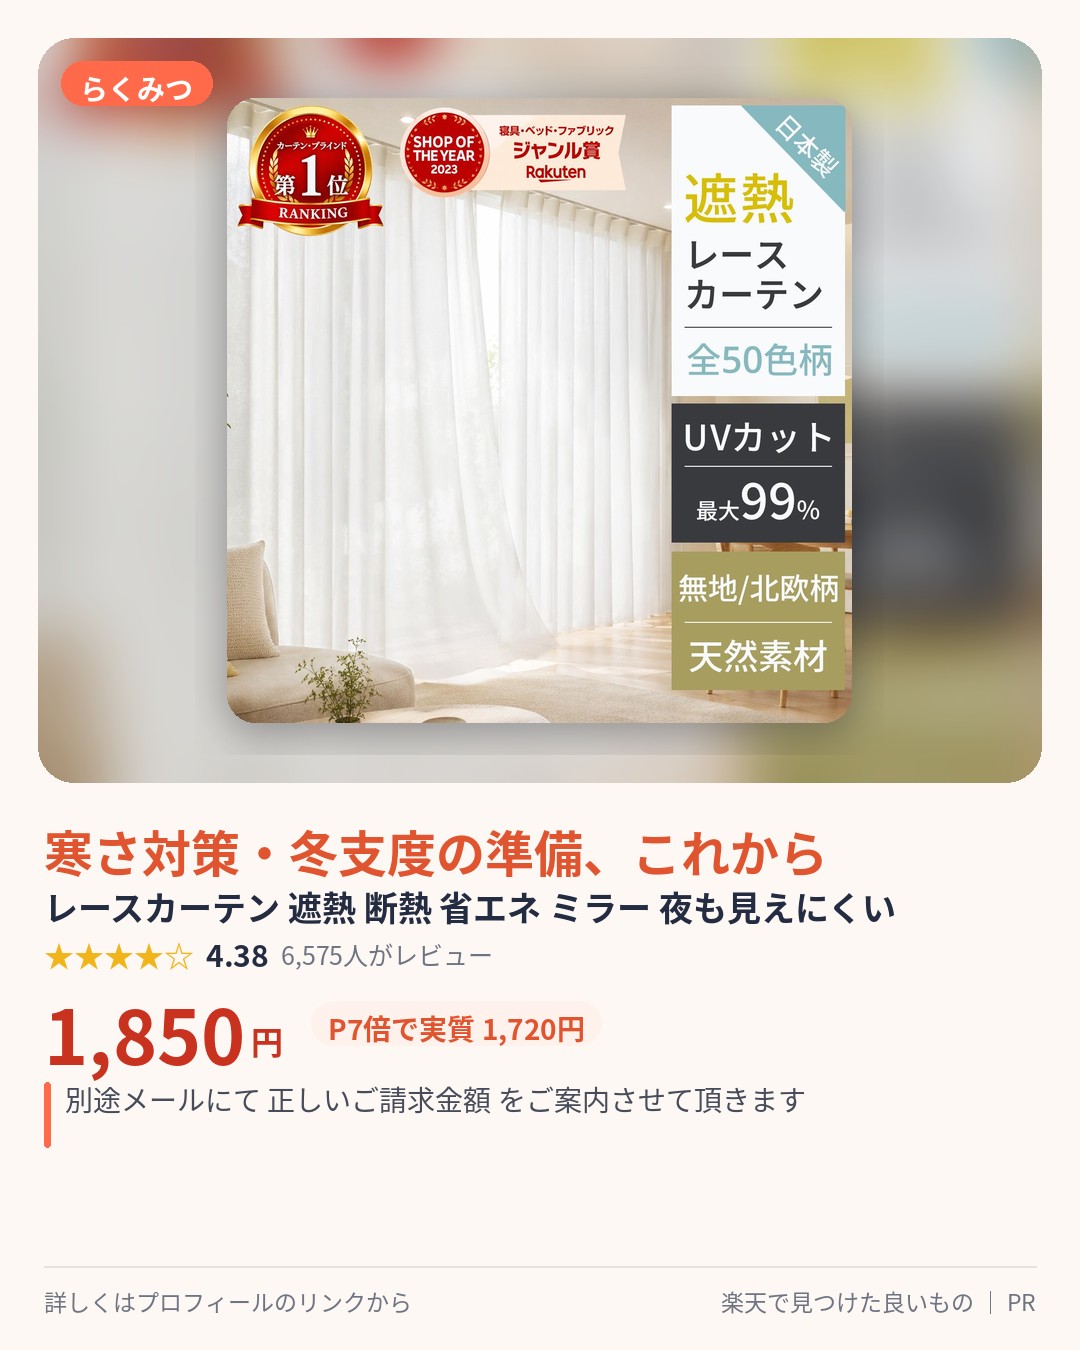 らくみつ
カーテン・ブラインド
第1位
RANKING
SHOP OF
THE YEAR
2023
寝具・ベッド・ファブリック
ジャンル賞
Rakuten
日本製
遮熱
レース
カーテン
全50色柄
UVカット
最大99%
無地/北欧柄
天然素材
寒さ対策・冬支度の準備、これから
レースカーテン 遮熱 断熱 省エネ ミラー 夜も見えにくい
★★★★☆ 4.38 6,575人がレビュー
1,850円 P7倍で実質 1,720円
別途メールにて 正しいご請求金額 をご案内させて頂きます
詳しくはプロフィールのリンクから
楽天で見つけた良いもの｜PR